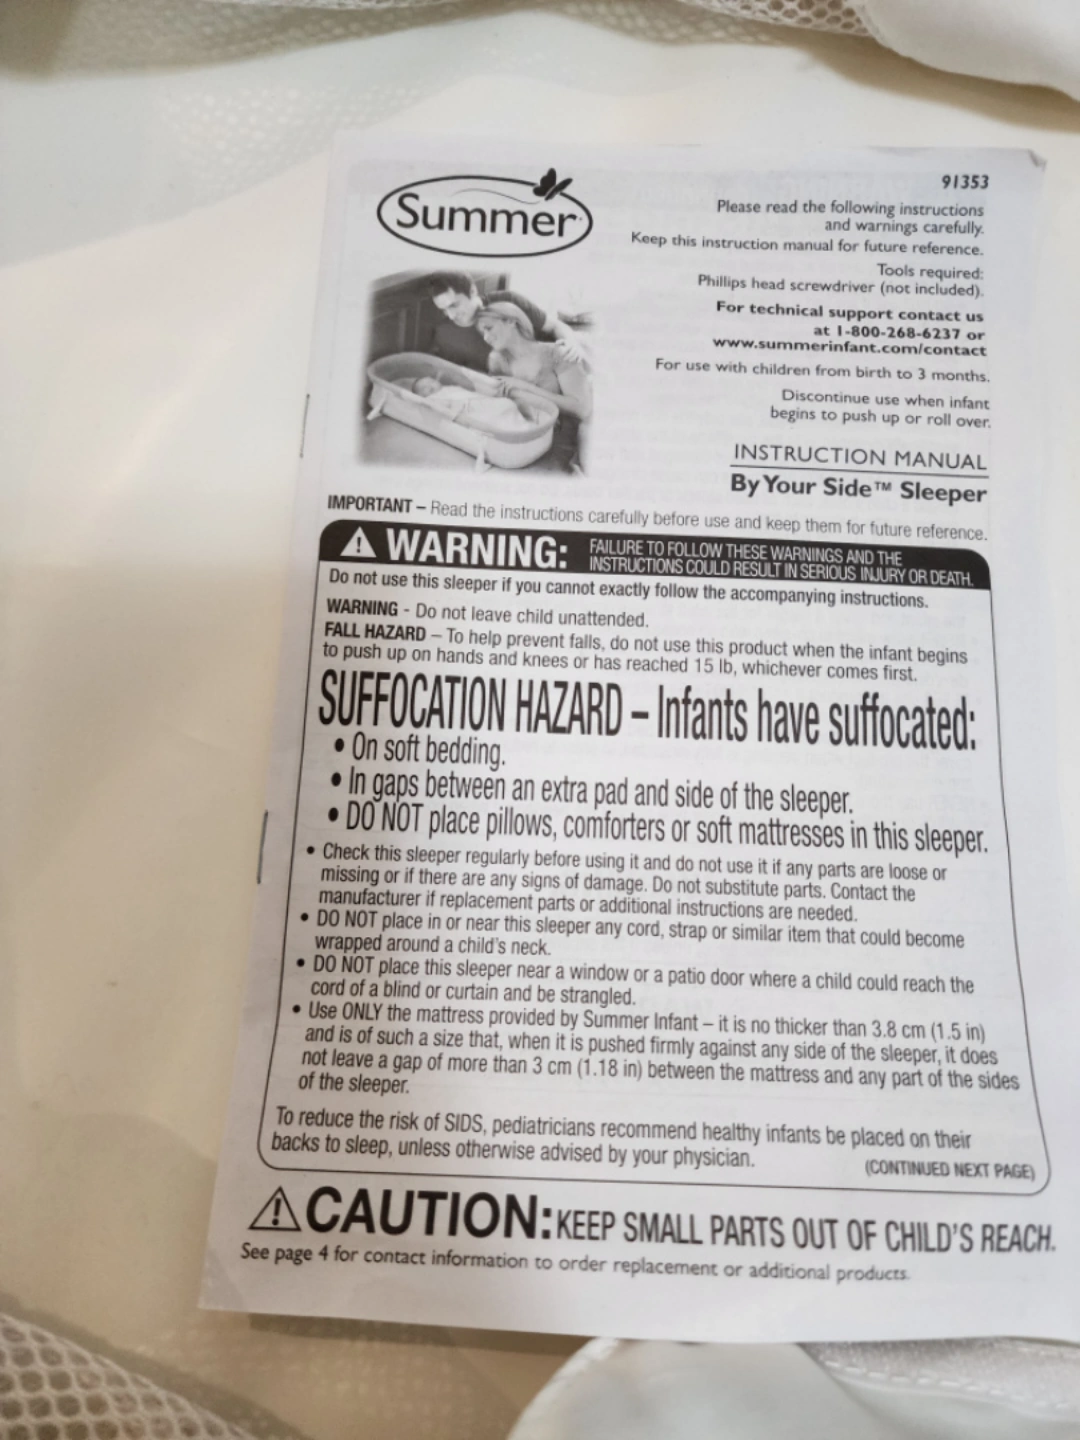 Summer
91353
Please read the following instructions
and warnings carefully.
Keep this instruction manual for future reference.
Tools required:
Phillips head screwdriver (not included).
For technical support contact us
at 1-800-268-6237 or
www.summerinfant.com/contact
For use with children from birth to 3 months.
Discontinue use when infant
begins to push up or roll over.
INSTRUCTION MANUAL
By Your Side™ Sleeper
IMPORTANT – Read the instructions carefully before use and keep them for future reference.
WARNING: FAILURE TO FOLLOW THESE WARNINGS AND THE
INSTRUCTIONS COULD RESULT IN SERIOUS INJURY OR DEATH.
Do not use this sleeper if you cannot exactly follow the accompanying instructions.
WARNING - Do not leave child unattended.
FALL HAZARD – To help prevent falls, do not use this product when the infant begins
to push up on hands and knees or has reached 15 lb, whichever comes first.
SUFFOCATION HAZARD – Infants have suffocated:
• On soft bedding.
• In gaps between an extra pad and side of the sleeper.
• DO NOT place pillows, comforters or soft mattresses in this sleeper.
• Check this sleeper regularly before using it and do not use it if any parts are loose or
missing or if there are any signs of damage. Do not substitute parts. Contact the
manufacturer if replacement parts or additional instructions are needed.
• DO NOT place in or near this sleeper any cord, strap or similar item that could become
wrapped around a child's neck.
• DO NOT place this sleeper near a window or a patio door where a child could reach the
cord of a blind or curtain and be strangled.
• Use ONLY the mattress provided by Summer Infant – it is no thicker than 3.8 cm (1.5 in)
and is of such a size that, when it is pushed firmly against any side of the sleeper, it does
not leave a gap of more than 3 cm (1.18 in) between the mattress and any part of the sides
of the sleeper.
To reduce the risk of SIDS, pediatricians recommend healthy infants be placed on their
backs to sleep, unless otherwise advised by your physician.
(CONTINUED NEXT PAGE)
CAUTION: KEEP SMALL PARTS OUT OF CHILD'S REACH.
See page 4 for contact information to order replacement or additional products.